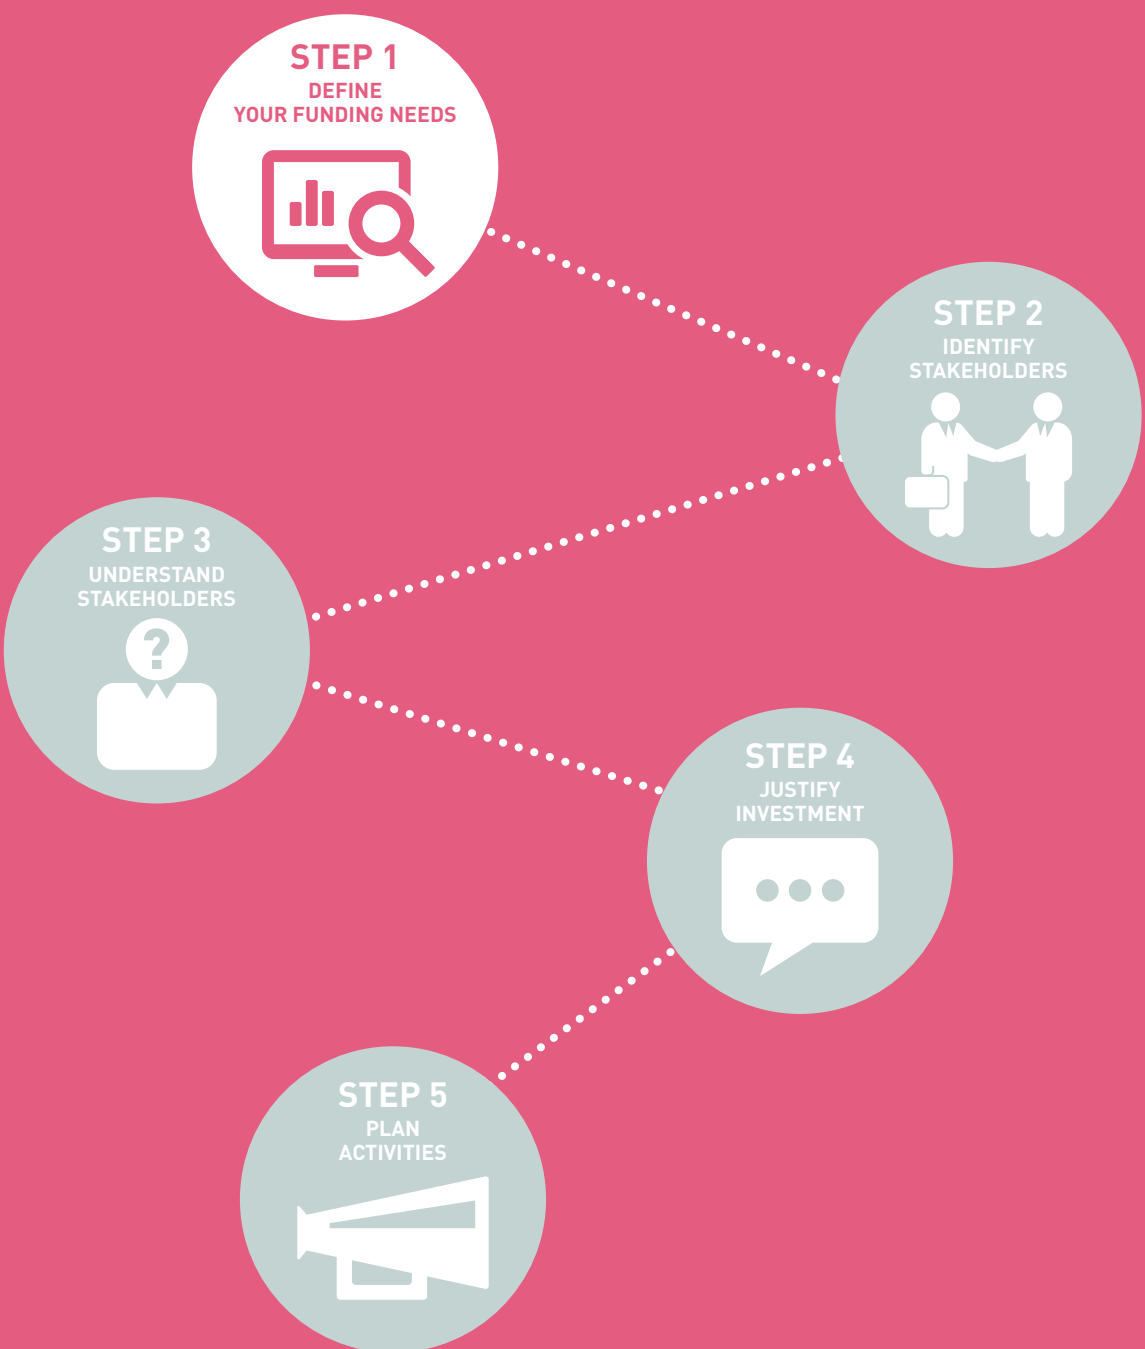 STEP 1
DEFINE
YOUR FUNDING NEEDS
STEP 2
IDENTIFY
STAKEHOLDERS
STEP 3
UNDERSTAND
STAKEHOLDERS
?
STEP 4
JUSTIFY
INVESTMENT
STEP 5
PLAN
ACTIVITIES